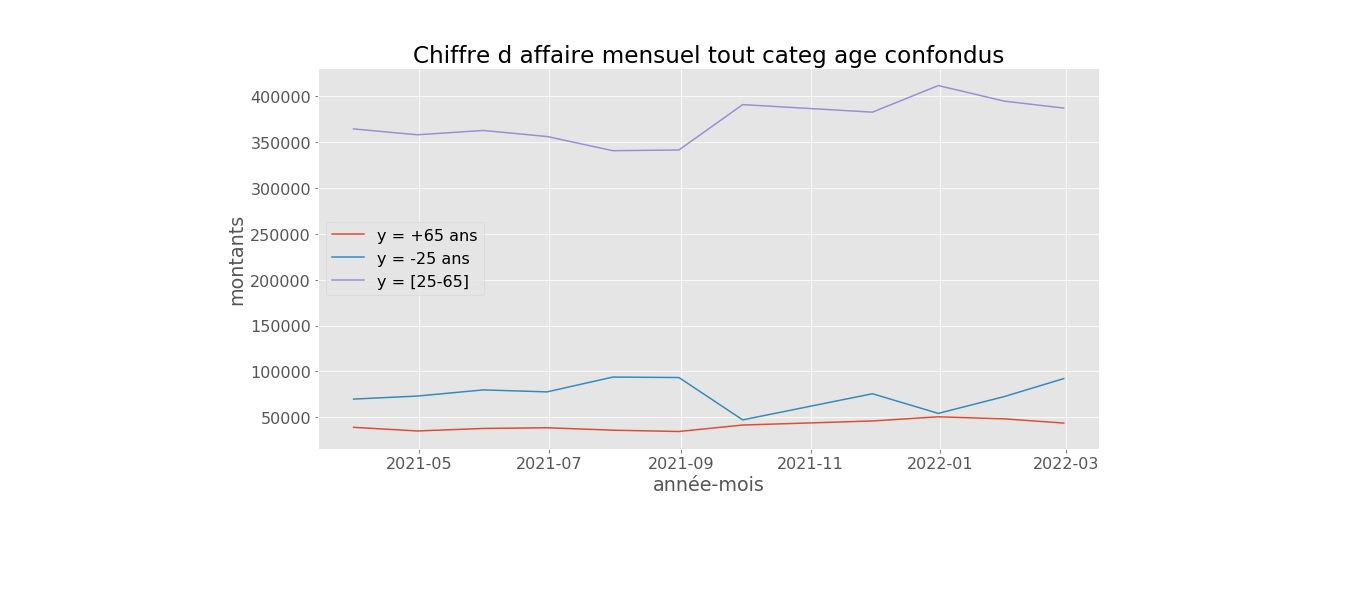 Chiffre d affaire mensuel tout categ age confondus
400000
350000
300000
250000
200000
150000
100000
50000
montants
y = +65 ans
y = -25 ans
y = [25-65]
2021-05 2021-07 2021-09 2021-11 2022-01 2022-03
année-mois